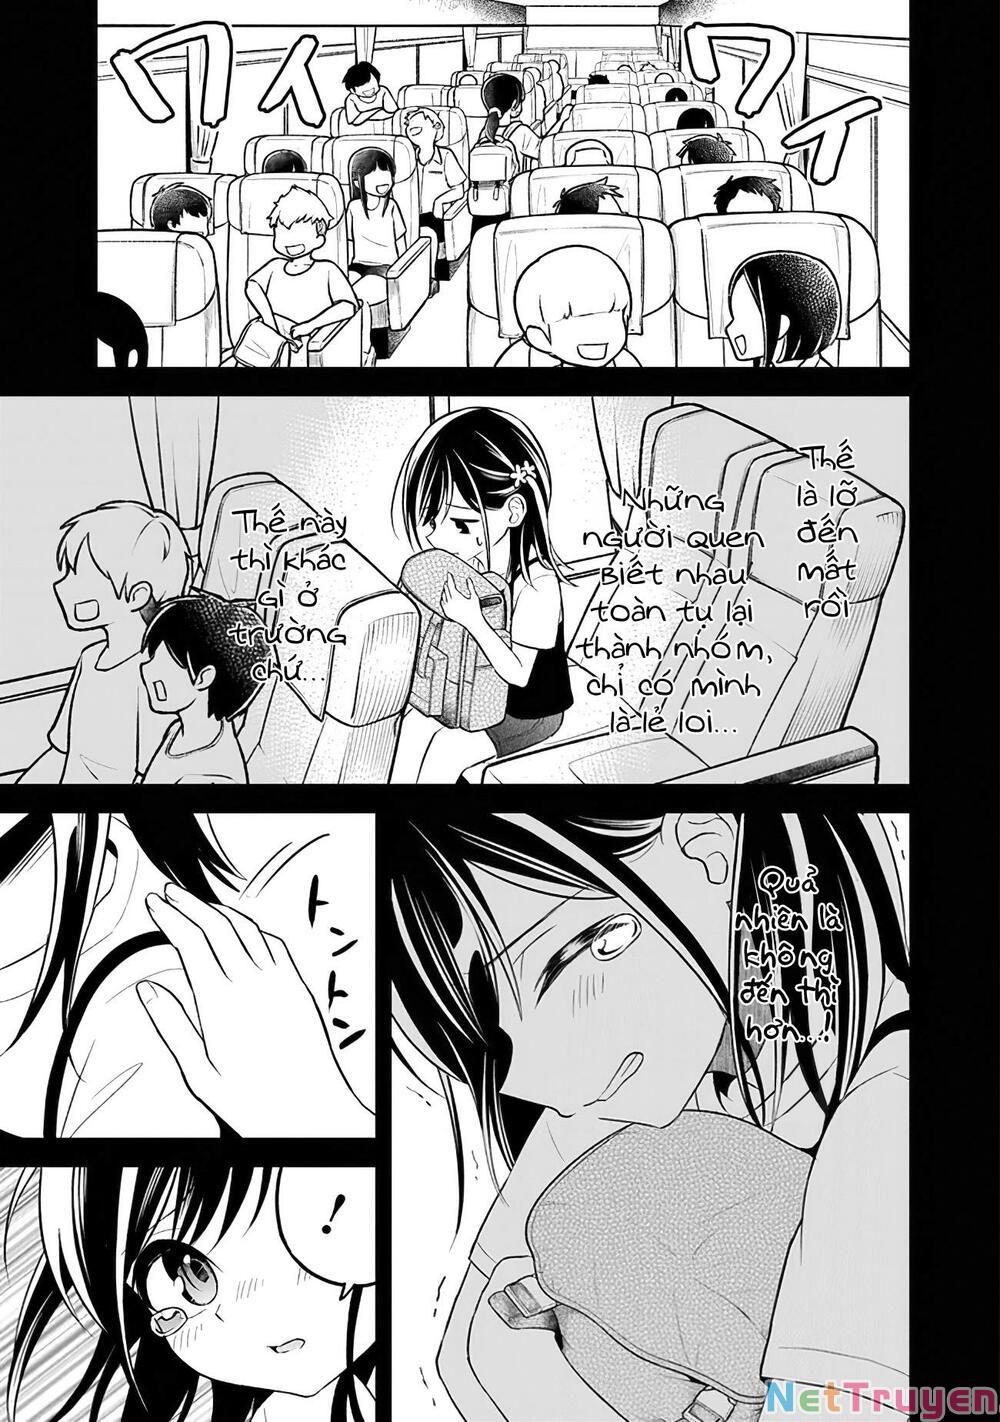 ワイ
ワイ
Thế
là lỡ
đến
mất
rồi
Những
người quen
biết nhau
toàn tụ lại
thành nhóm,
chỉ có mình
là lẻ loi...
Thế này
thì khác
gì ở
trường
chứ...
Quả
nhiên là
không
đến thì
hơn...!
トントン
!
NetTruyen